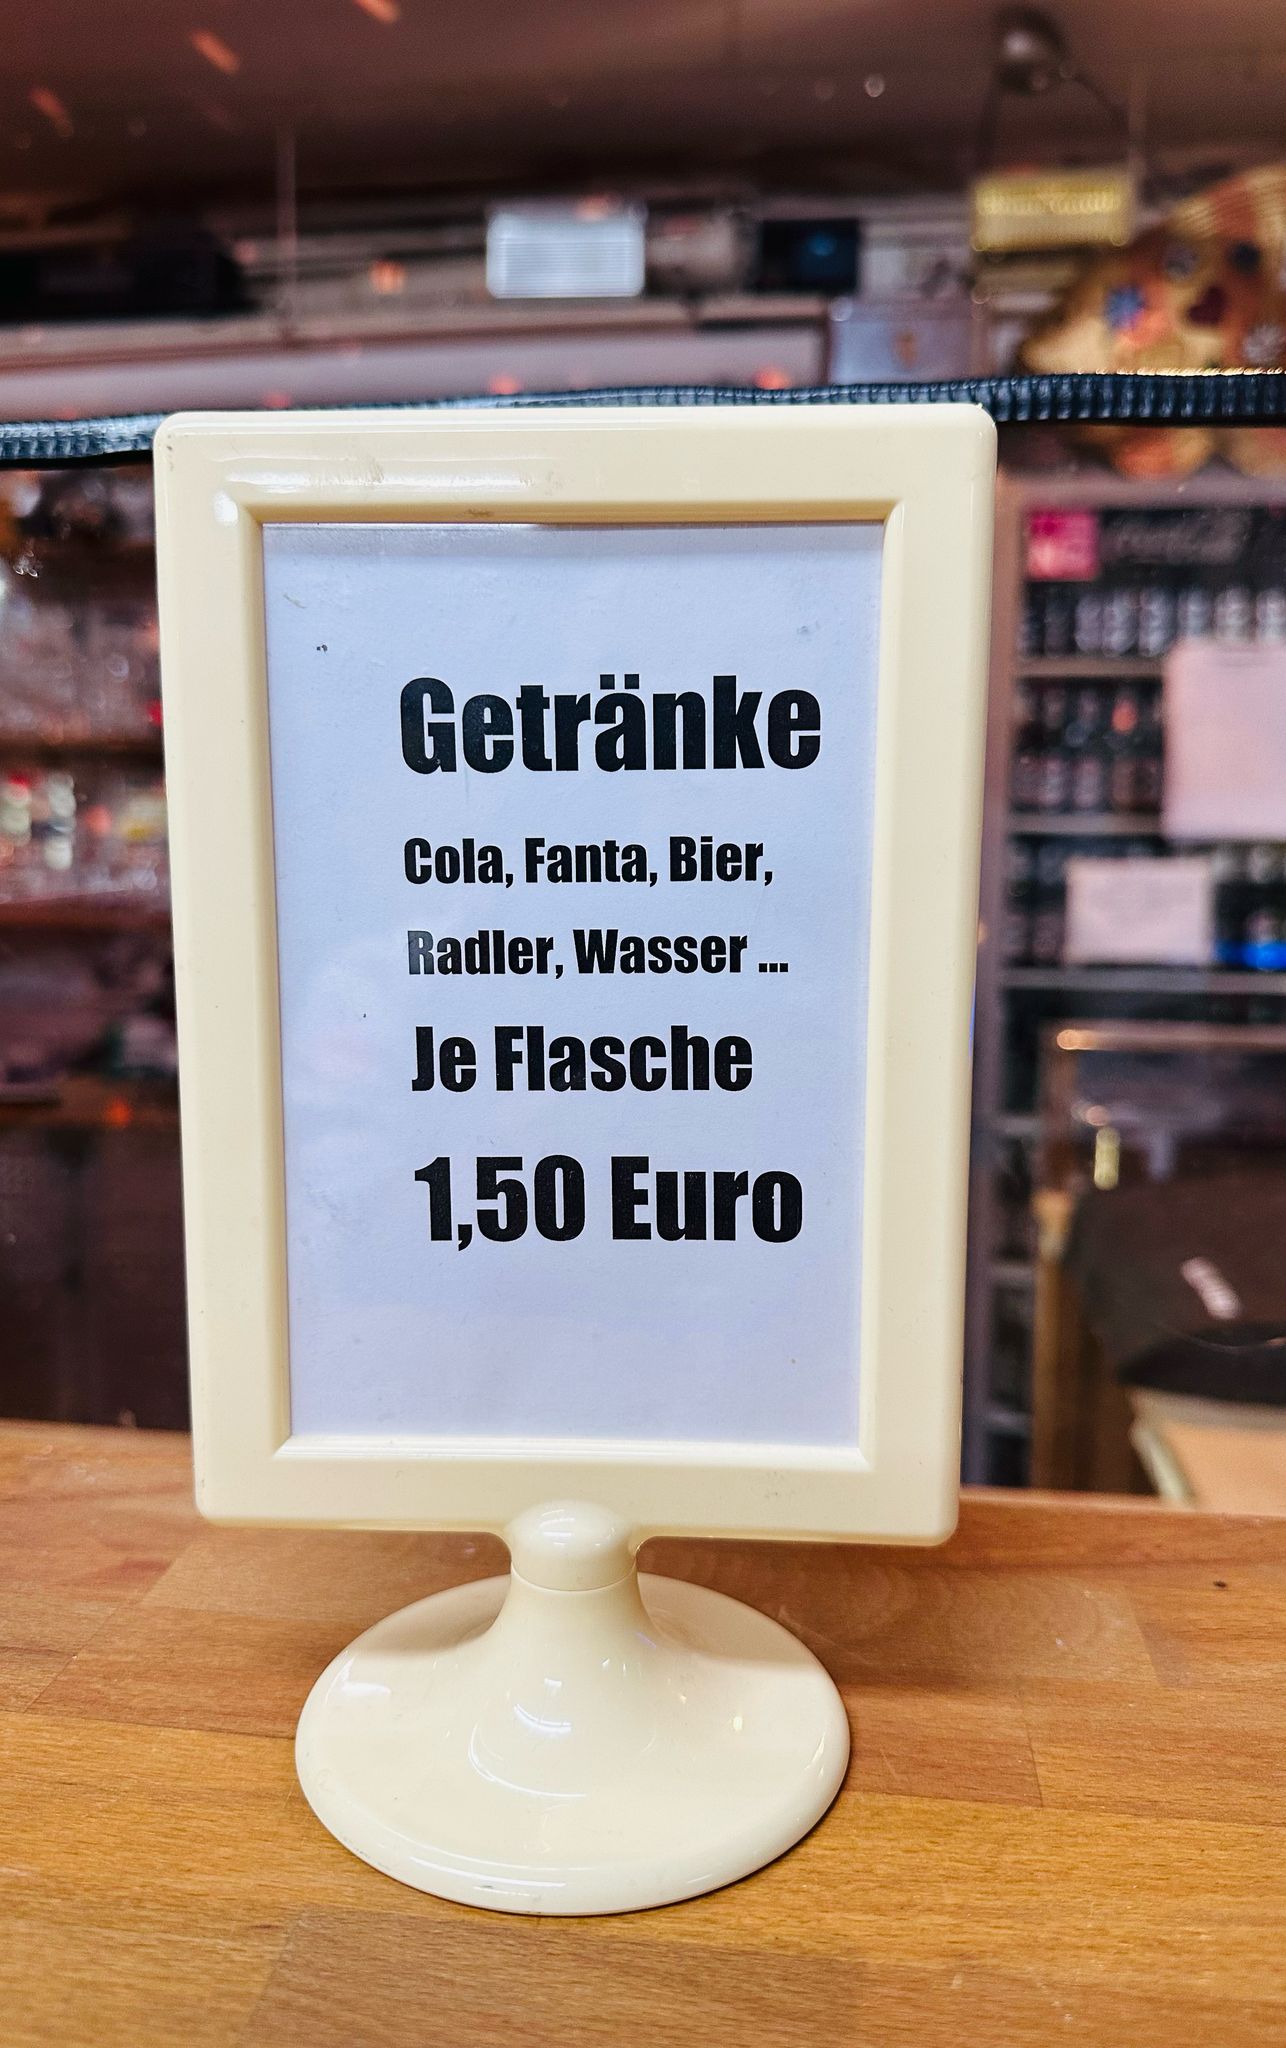 Getränke
Cola, Fanta, Bier,
Radler, Wasser ...
Je Flasche
1,50 Euro